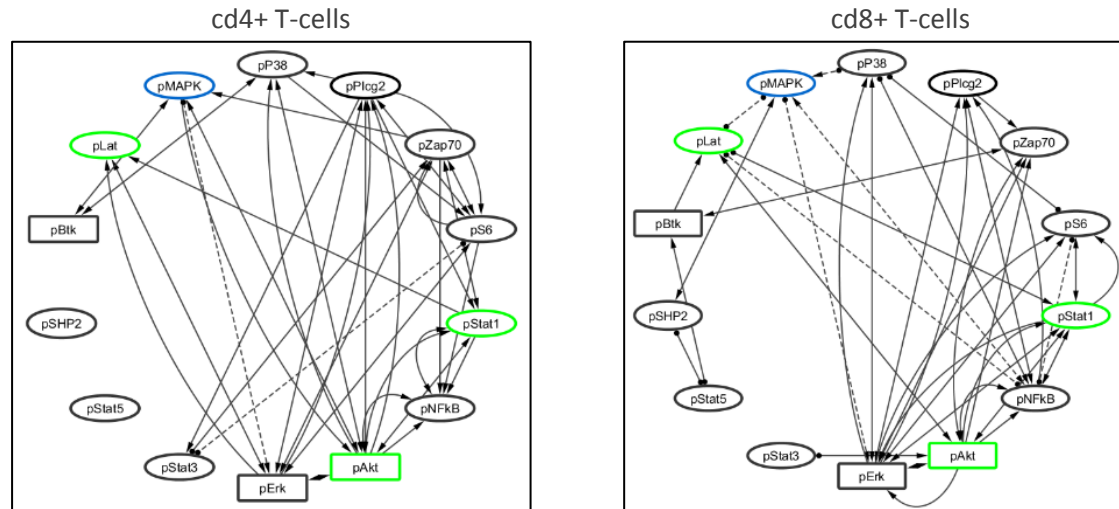 cd4+ T-cells
cd8+ T-cells
pP38
pMAPK
pPlcg2
pLat
pZap70
pBtk
pS6
pSHP2
pStat1
pStat5
pNFkB
pStat3
pErk
pAkt
pP38
pMAPK
pPlcg2
pLat
pZap70
pBtk
pS6
pSHP2
pStat1
pStat5
pNFkB
pStat3
pErk
pAkt